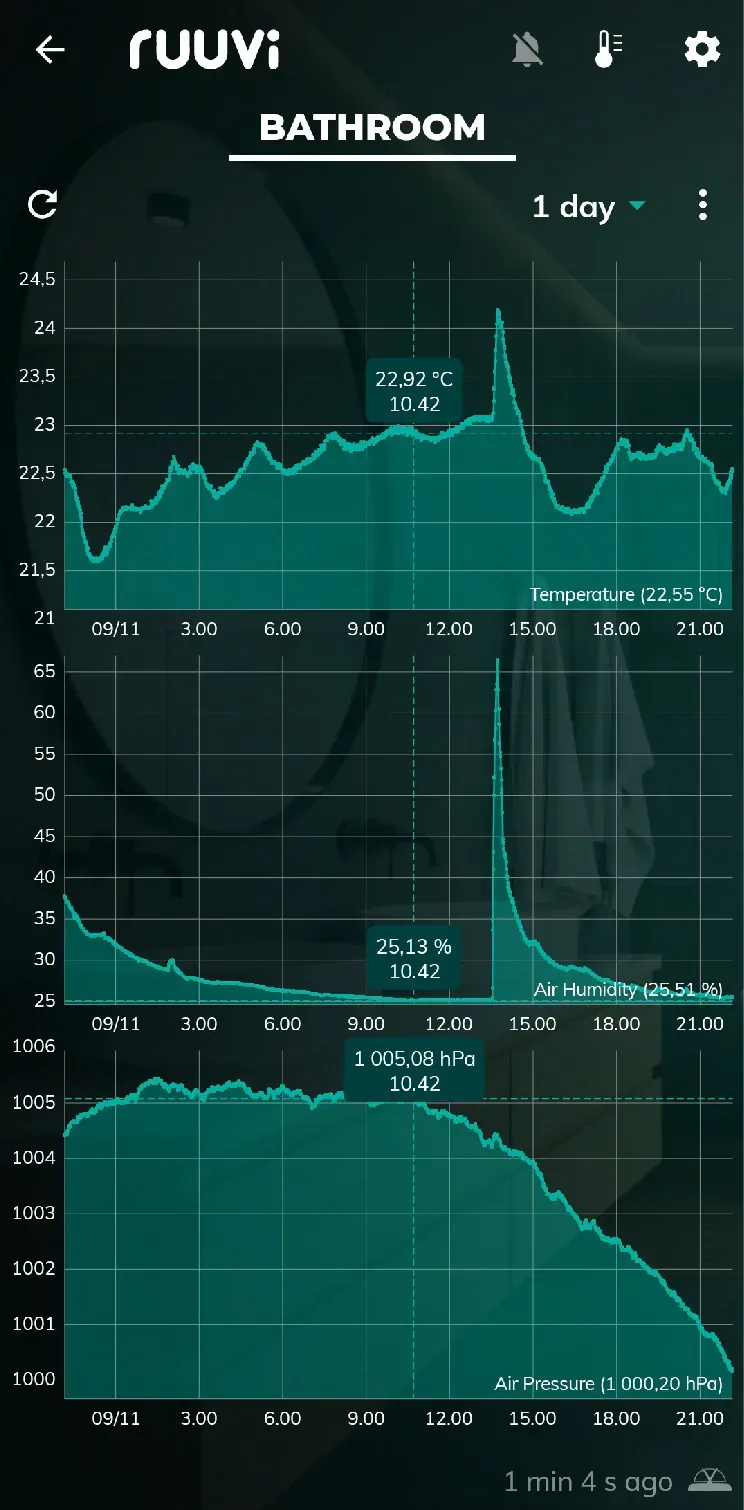 ruuvi
BATHROOM
1 day
24,5
24
23,5
23
22,5
22
21,5
21
22,92 °C
10.42
Temperature (22,55 °C)
09/11 3.00 6.00 9.00 12.00 15.00 18.00 21.00
65
60
55
50
45
40
35
30
25
25,13 %
10.42
Air Humidity (25,51 %)
09/11 3.00 6.00 9.00 12.00 15.00 18.00 21.00
1006
1005
1004
1003
1002
1001
1000
1 005,08 hPa
10.42
Air Pressure (1 000,20 hPa)
09/11 3.00 6.00 9.00 12.00 15.00 18.00 21.00
1 min 4 s ago